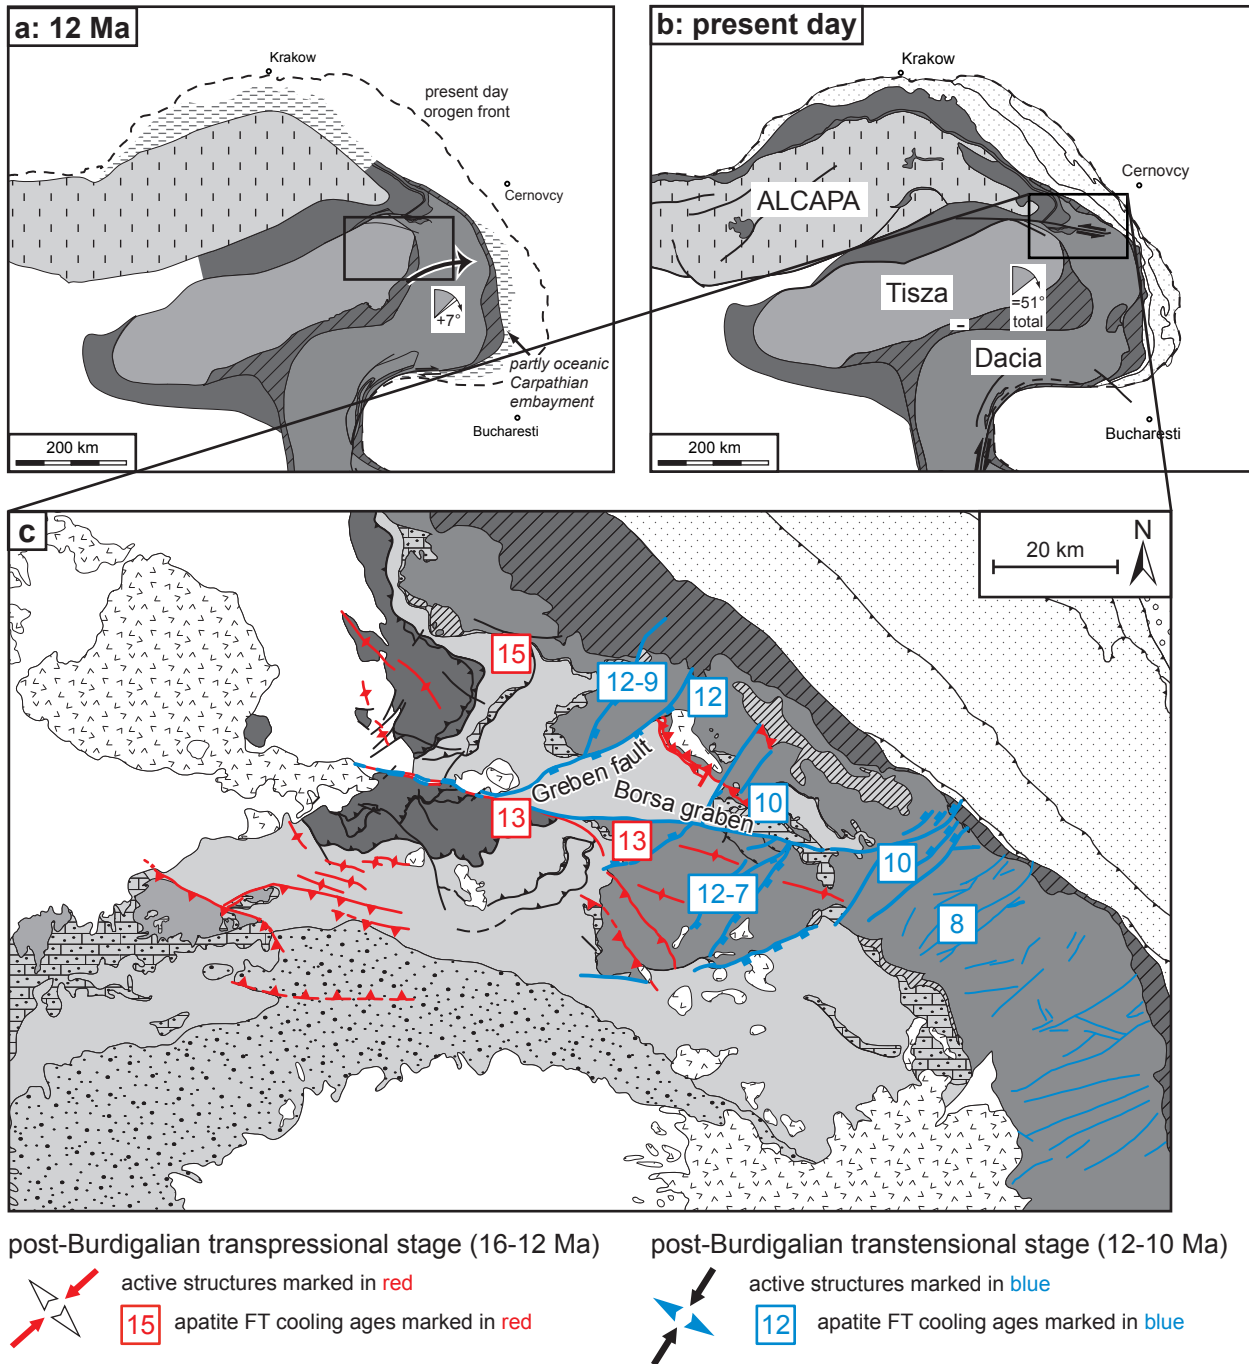 a: 12 Ma
Krakow
present day
orogen front
Cernovcy
+7°
partly oceanic
Carpathian
embayment
Bucharesti
200 km
b: present day
Krakow
Cernovcy
ALCAPA
Tisza
=51°
total
-
Dacia
Bucharesti
200 km
c
20 km
N
15
12-9
12
Greben fault
Borsa graben
10
13
13
10
12-7
8
post-Burdigalian transpressional stage (16-12 Ma)
active structures marked in red
15 apatite FT cooling ages marked in red
post-Burdigalian transtensional stage (12-10 Ma)
active structures marked in blue
12 apatite FT cooling ages marked in blue